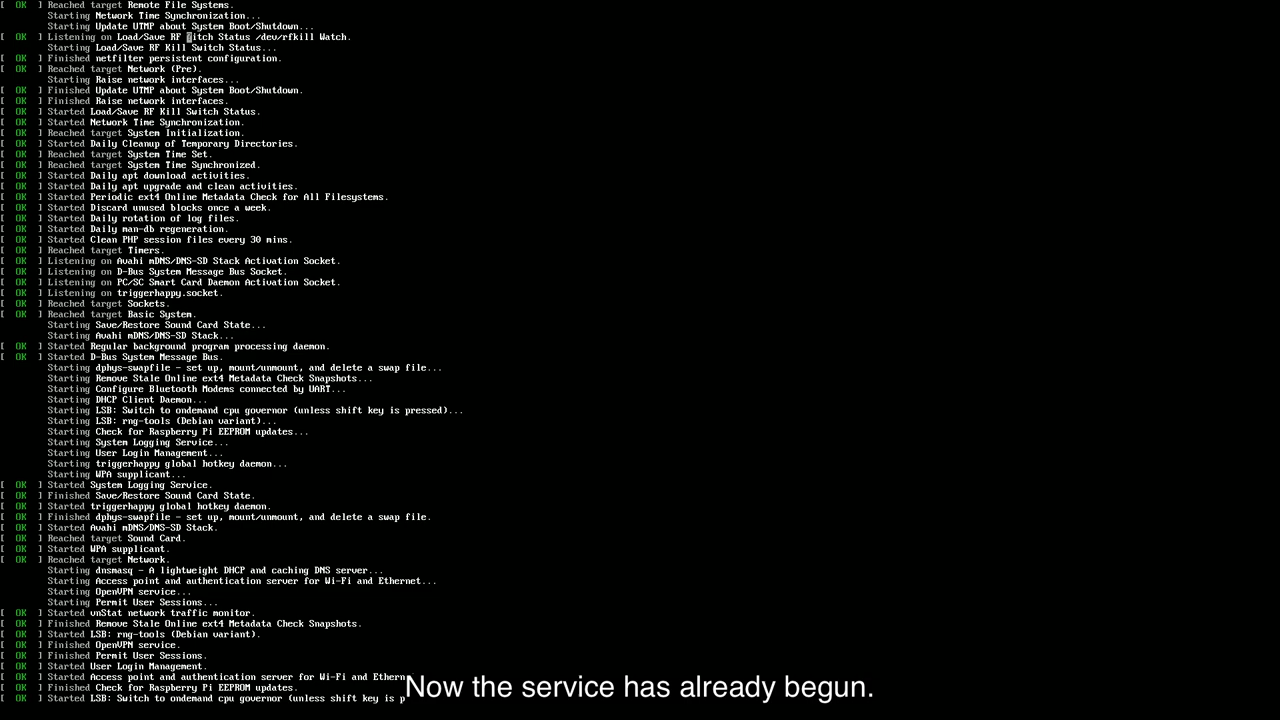 [  OK  ] Reached target Remote File Systems.
Starting Network Time Synchronization...
Starting Update UTMP about System Boot/Shutdown...
[  OK  ] Listening on Load/Save RF itch Status /dev/rfkill Watch.
Starting Load/Save RF Kill Switch Status...
[  OK  ] Finished netfilter persistent configuration.
[  OK  ] Reached target Network (Pre).
Starting Raise network interfaces...
[  OK  ] Finished Update UTMP about System Boot/Shutdown.
[  OK  ] Finished Raise network interfaces.
[  OK  ] Started Load/Save RF Kill Switch Status.
[  OK  ] Started Network Time Synchronization.
[  OK  ] Reached target System Initialization.
[  OK  ] Started Daily Cleanup of Temporary Directories.
[  OK  ] Reached target System Time Set.
[  OK  ] Reached target System Time Synchronized.
[  OK  ] Started Daily apt download activities.
[  OK  ] Started Daily apt upgrade and clean activities.
[  OK  ] Started Periodic ext4 Online Metadata Check for All Filesystems.
[  OK  ] Started Discard unused blocks once a week.
[  OK  ] Started Daily rotation of log files.
[  OK  ] Started Daily man-db regeneration.
[  OK  ] Started Clean PHP session files every 30 mins.
[  OK  ] Reached target Timers.
[  OK  ] Listening on Avahi mDNS/DNS-SD Stack Activation Socket.
[  OK  ] Listening on D-Bus System Message Bus Socket.
[  OK  ] Listening on PC/SC Smart Card Daemon Activation Socket.
[  OK  ] Listening on triggerhappy.socket.
[  OK  ] Reached target Sockets.
[  OK  ] Reached target Basic System.
Starting Save/Restore Sound Card State...
Starting Avahi mDNS/DNS-SD Stack...
[  OK  ] Started Regular background program processing daemon.
[  OK  ] Started D-Bus System Message Bus.
Starting dphys-swapfile - set up, mount/unmount, and delete a swap file...
Starting Remove Stale Online ext4 Metadata Check Snapshots...
Starting Configure Bluetooth Modems connected by UART...
Starting DHCP Client Daemon...
Starting LSB: Switch to ondemand cpu governor (unless shift key is pressed)...
Starting LSB: rng-tools (Debian variant)...
Starting Check for Raspberry Pi EEPROM updates...
Starting System Logging Service...
Starting User Login Management...
Starting triggerhappy global hotkey daemon...
Starting WPA supplicant...
[  OK  ] Started System Logging Service.
[  OK  ] Finished Save/Restore Sound Card State.
[  OK  ] Started triggerhappy global hotkey daemon.
[  OK  ] Finished dphys-swapfile - set up, mount/unmount, and delete a swap file.
[  OK  ] Started Avahi mDNS/DNS-SD Stack.
[  OK  ] Reached target Sound Card.
[  OK  ] Started WPA supplicant.
[  OK  ] Reached target Network.
Starting dnsmasq - A lightweight DHCP and caching DNS server...
Starting Access point and authentication server for Wi-Fi and Ethernet...
Starting OpenVPN service...
Starting Permit User Sessions...
[  OK  ] Started vnStat network traffic monitor.
[  OK  ] Finished Remove Stale Online ext4 Metadata Check Snapshots.
[  OK  ] Started LSB: rng-tools (Debian variant).
[  OK  ] Finished OpenVPN service.
[  OK  ] Finished Permit User Sessions.
[  OK  ] Started User Login Management.
[  OK  ] Started Access point and authentication server for Wi-Fi and Ethern
[  OK  ] Finished Check for Raspberry Pi EEPROM updates.
[  OK  ] Started LSB: Switch to ondemand cpu governor (unless shift key is p
Now the service has already begun.